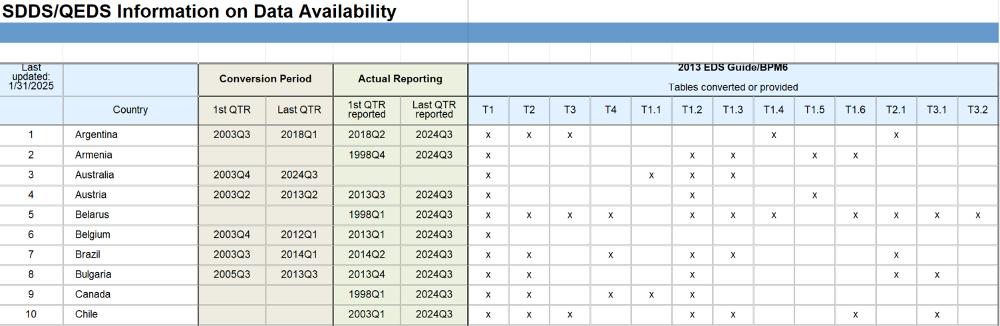 SDDS/QEDS Information on Data Availability
Last updated: 1/31/2025 Conversion Period Actual Reporting 2013 EDS Guide/BPM6
Tables converted or provided
Country 1st QTR Last QTR 1st QTR reported Last QTR reported T1 T2 T3 T4 T1.1 T1.2 T1.3 T1.4 T1.5 T1.6 T2.1 T3.1 T3.2
1 Argentina 2003Q3 2018Q1 2018Q2 2024Q3 x x x x x
2 Armenia 1998Q4 2024Q3 x x x x x
3 Australia 2003Q4 2024Q3 x x x x
4 Austria 2003Q2 2013Q2 2013Q3 2024Q3 x x x
5 Belarus 1998Q1 2024Q3 x x x x x x x x x x x
6 Belgium 2003Q4 2012Q1 2013Q1 2024Q3 x
7 Brazil 2003Q3 2014Q1 2014Q2 2024Q3 x x x x x x
8 Bulgaria 2005Q3 2013Q3 2013Q4 2024Q3 x x x x x
9 Canada 1998Q1 2024Q3 x x x x x
10 Chile 2003Q1 2024Q3 x x x x x x x